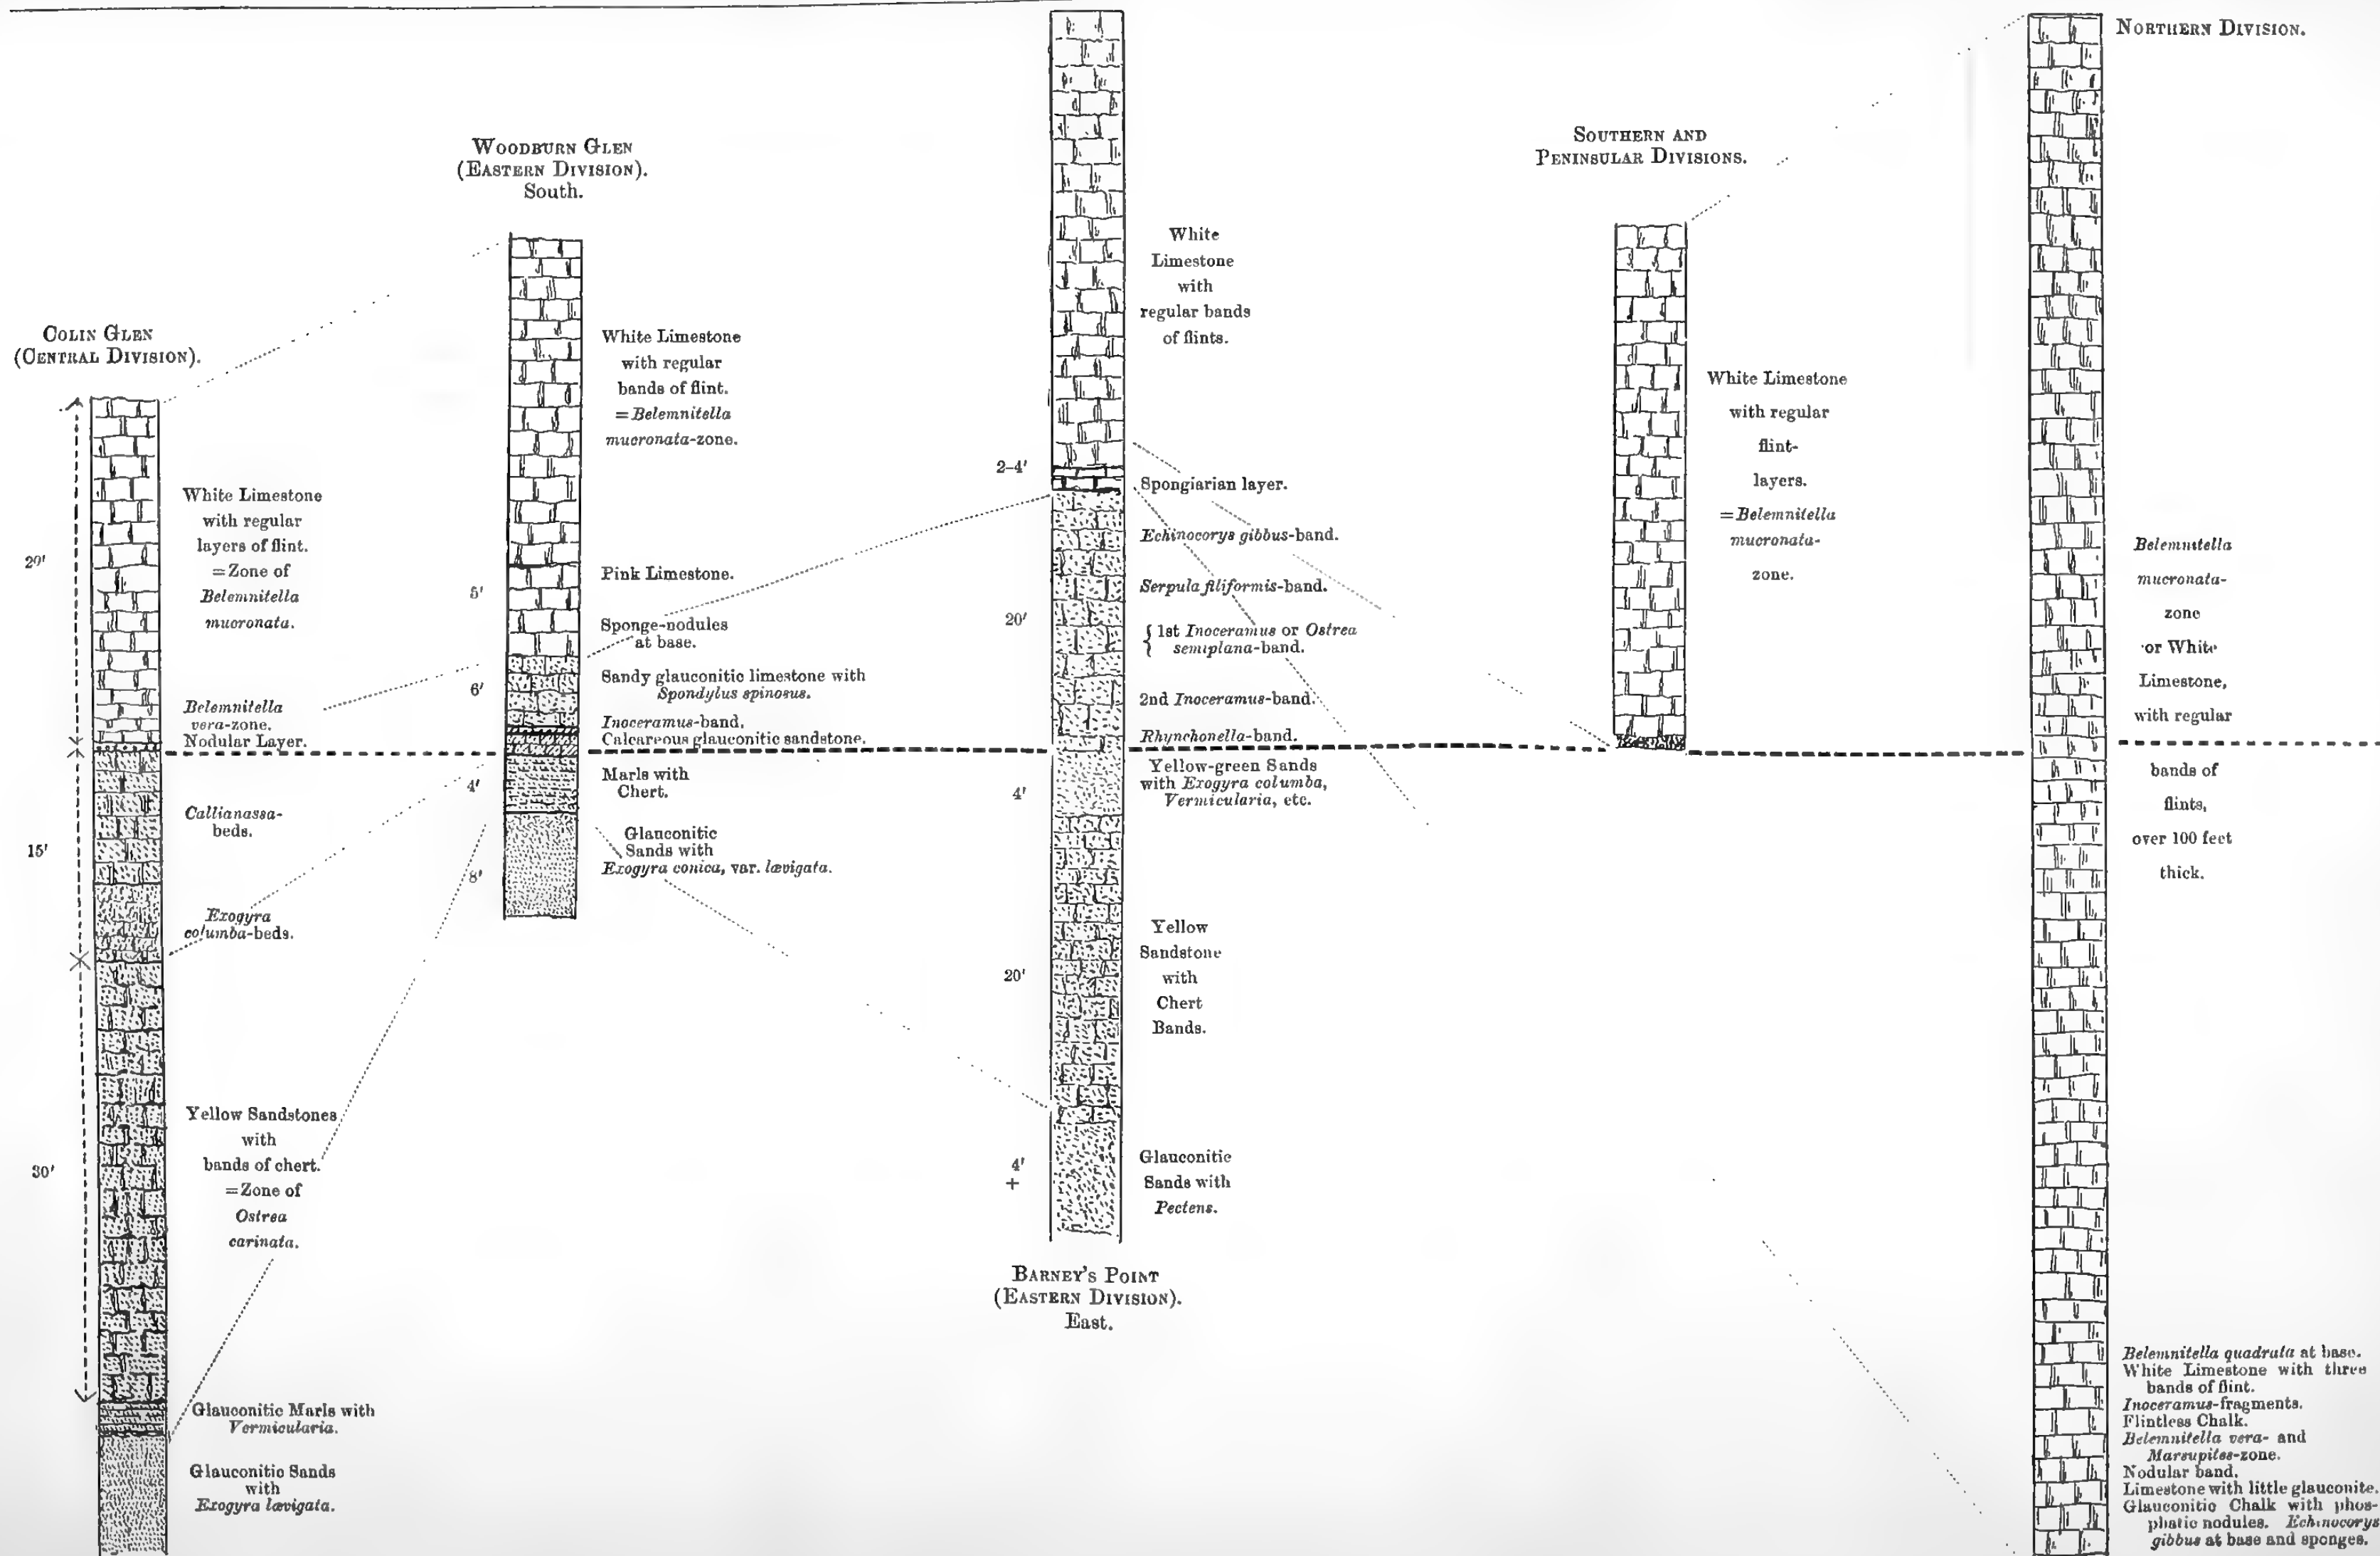 COLIN GLEN
(CENTRAL DIVISION).
White Limestone
with regular
layers of flint.
=Zone of
Belemnitella
mucronata.
Belemnitella
vera-zone.
Nodular Layer.
Callianassa-
beds.
Exogyra
columba-beds.
Yellow Sandstones
with
bands of chert.
=Zone of
Ostrea
carinata.
Glauconitic Marls with
Vermicularia.
Glauconitic Sands
with
Exogyra lævigata.
15'
30'
WOODBURN GLEN
(EASTERN DIVISION).
South.
White Limestone
with regular
bands of flint.
=Belemnitella
mucronata-zone.
5'
Pink Limestone.
Sponge-nodules
at base.
6'
Sandy glauconitic limestone with
Spondylus spinosus.
Inoceramus-band.
Calcareous glauconitic sandstone.
4'
Marls with
Chert.
8'
Glauconitic
Sands with
Exogyra conica, var. lævigata.
White
Limestone
with
regular bands
of flints.
2-4'
Spongiarian layer.
Echinocorys gibbus-band.
Serpula filiformis-band.
20'
{ 1st Inoceramus or Ostrea
semiplana-band.
2nd Inoceramus-band.
Rhynchonella-band.
4'
Yellow-green Sands
with Exogyra columba,
Vermicularia, etc.
20'
Yellow
Sandstone
with
Chert
Bands.
4'
+
Glauconitic
Sands with
Pectens.
BARNEY'S POINT
(EASTERN DIVISION).
East.
SOUTHERN AND
PENINSULAR DIVISIONS.
White Limestone
with regular
flint-
layers.
=Belemnitella
mucronata-
zone.
NORTHERN DIVISION.
Belemnitella
mucronata-
zone
or White
Limestone,
with regular
bands of
flints,
over 100 feet
thick.
Belemnitella quadrata at base.
White Limestone with three
bands of flint.
Inoceramus-fragments.
Flintless Chalk.
Belemnitella vera- and
Marsupites-zone.
Nodular band.
Limestone with little glauconite.
Glauconitic Chalk with phos-
phatic nodules. Echinocorys
gibbus at base and sponges.